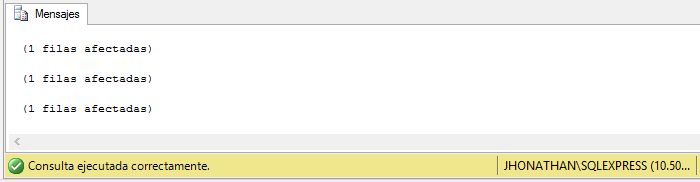 Mensajes
(1 filas afectadas)
(1 filas afectadas)
(1 filas afectadas)
Consulta ejecutada correctamente.
JHONATHAN\SQLEXPRESS (10.50...